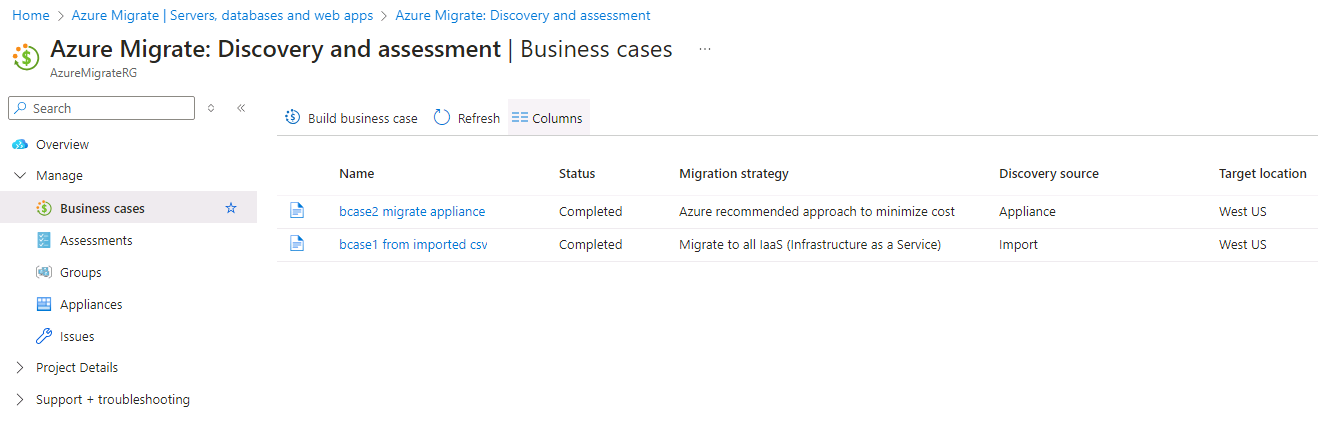 Home > Azure Migrate | Servers, databases and web apps > Azure Migrate: Discovery and assessment
Azure Migrate: Discovery and assessment | Business cases ...
AzureMigrateRG
Search
Overview
Manage
Business cases
Assessments
Groups
Appliances
Issues
Project Details
Support + troubleshooting
Build business case Refresh Columns
Name Status Migration strategy Discovery source Target location
bcase2 migrate appliance Completed Azure recommended approach to minimize cost Appliance West US
bcase1 from imported csv Completed Migrate to all IaaS (Infrastructure as a Service) Import West US